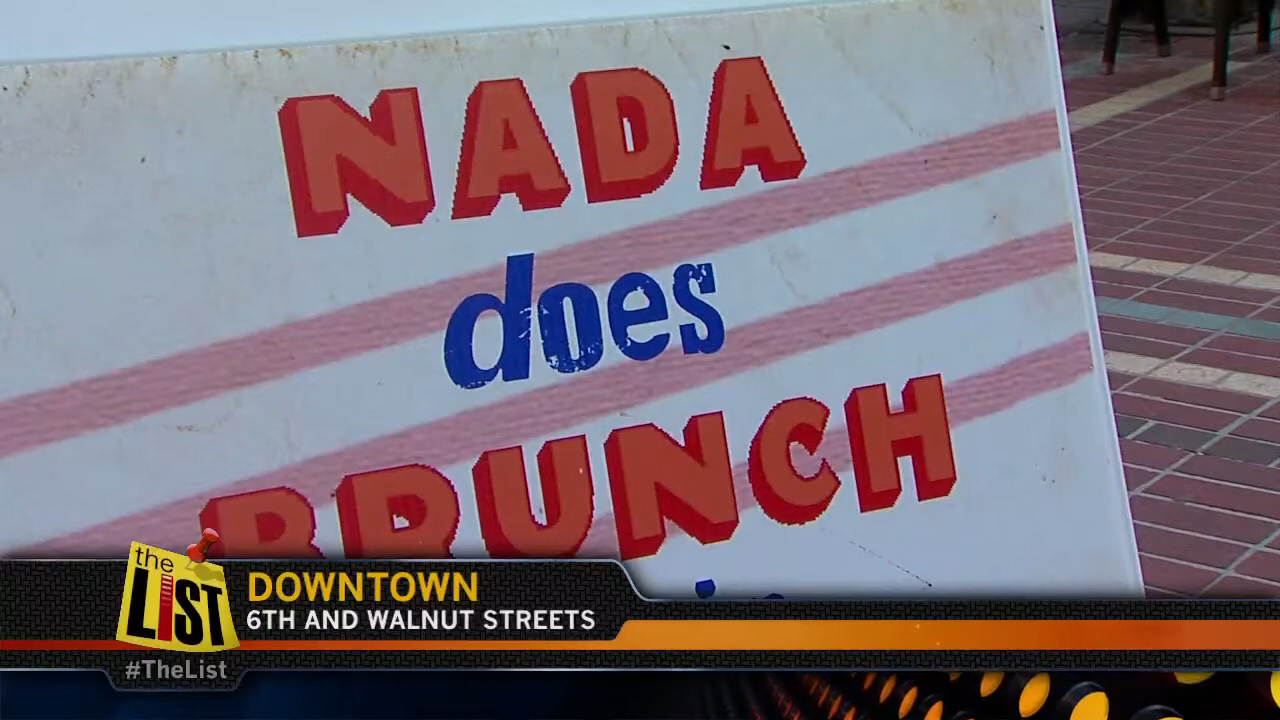 NADA
does
BRUNCH
the
LIST
DOWNTOWN
6TH AND WALNUT STREETS
#TheList